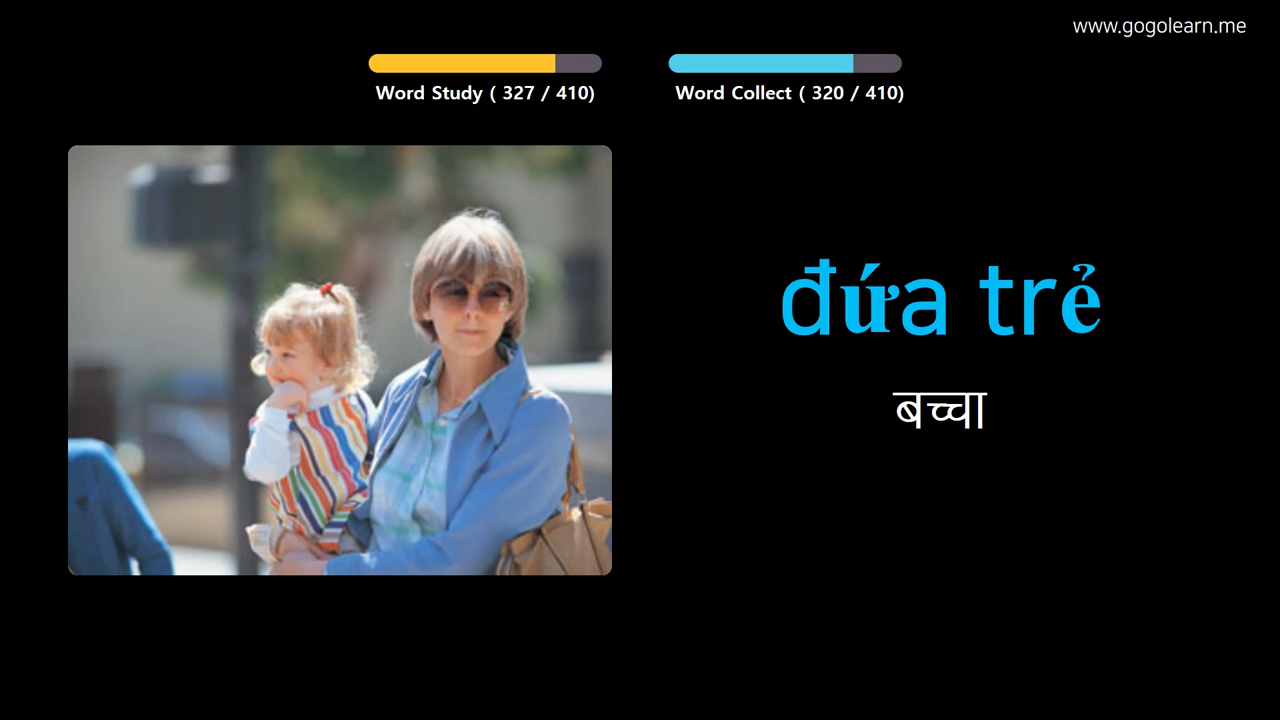 www.gogolearn.me
Word Study ( 327 / 410)
Word Collect ( 320 / 410)
đứa trẻ
बच्चा